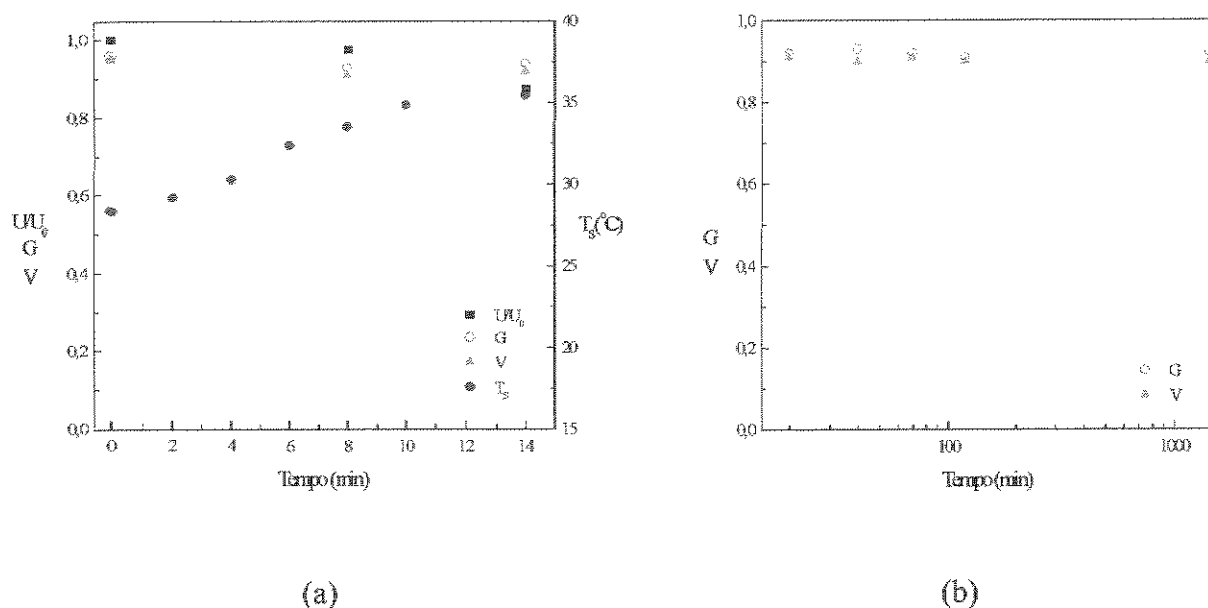 1,0
0,8
0,6
0,4
0,2
0,0
U/U₀
G
V
40
35
30
25
20
15
Tₛ(°C)
U/U₀
G
V
Tₛ
0 2 4 6 8 10 12 14
Tempo (min)
(a)
1,0
0,8
0,6
0,4
0,2
0,0
G
V
G
V
100 1000
Tempo (min)
(b)